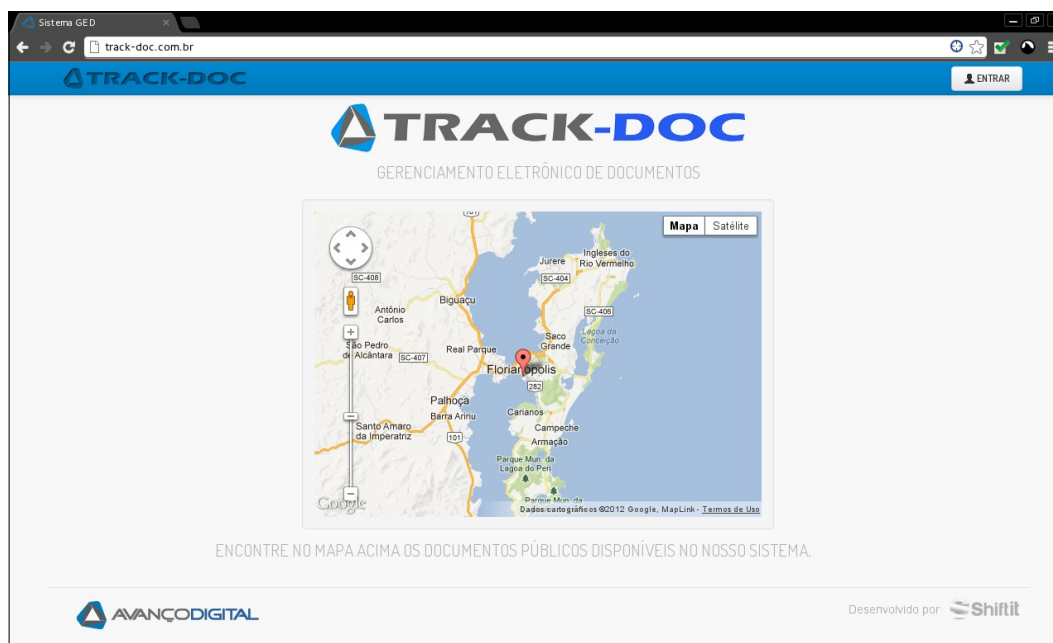 Sistema GED
track-doc.com.br
TRACK-DOC
ENTRAR
TRACK-DOC
GERENCIAMENTO ELETRÔNICO DE DOCUMENTOS
101
Mapa Satélite
Ingleses do
Rio Vermelho
Jurere
SC-404
SC-408
Biguaçu
Antônio
Carlos
SC-406
Lagoa da
Conceição
Saco
Grande
São Pedro
de Alcântara
SC-407
Real Parque
Florianópolis
282
Palhoça
Barra Aririu
Carianos
Santo Amaro
da Imperatriz
101
Campeche
Armação
Parque Mun. da
Lagoa do Peri
Parque Mun. da
Google
Dados cartográficos ©2012 Google, MapLink - Termos de Uso
ENCONTRE NO MAPA ACIMA OS DOCUMENTOS PÚBLICOS DISPONÍVEIS NO NOSSO SISTEMA.
AVANÇODIGITAL
Desenvolvido por Shiftit